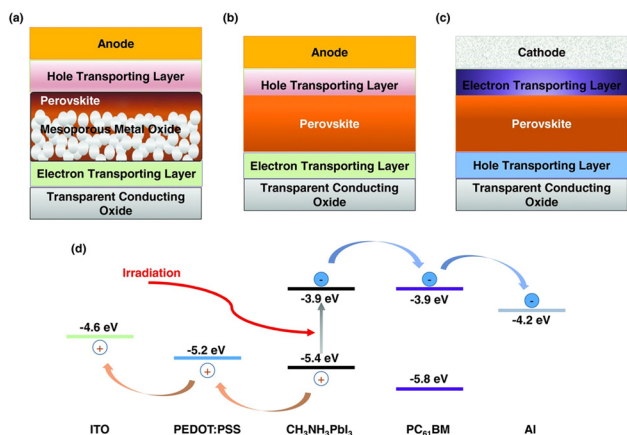 (a)
Anode
Hole Transporting Layer
Perovskite
Mesoporous Metal Oxide
Electron Transporting Layer
Transparent Conducting
Oxide
(b)
Anode
Hole Transporting Layer
Perovskite
Electron Transporting Layer
Transparent Conducting
Oxide
(c)
Cathode
Electron Transporting Layer
Perovskite
Hole Transporting Layer
Transparent Conducting
Oxide
(d)
Irradiation
- - -
-3.9 eV -3.9 eV
-4.2 eV
-4.6 eV
+
-5.2 eV
+
-5.4 eV
+
-5.8 eV
ITO PEDOT:PSS CH₃NH₃PbI₃ PC₆₁BM Al